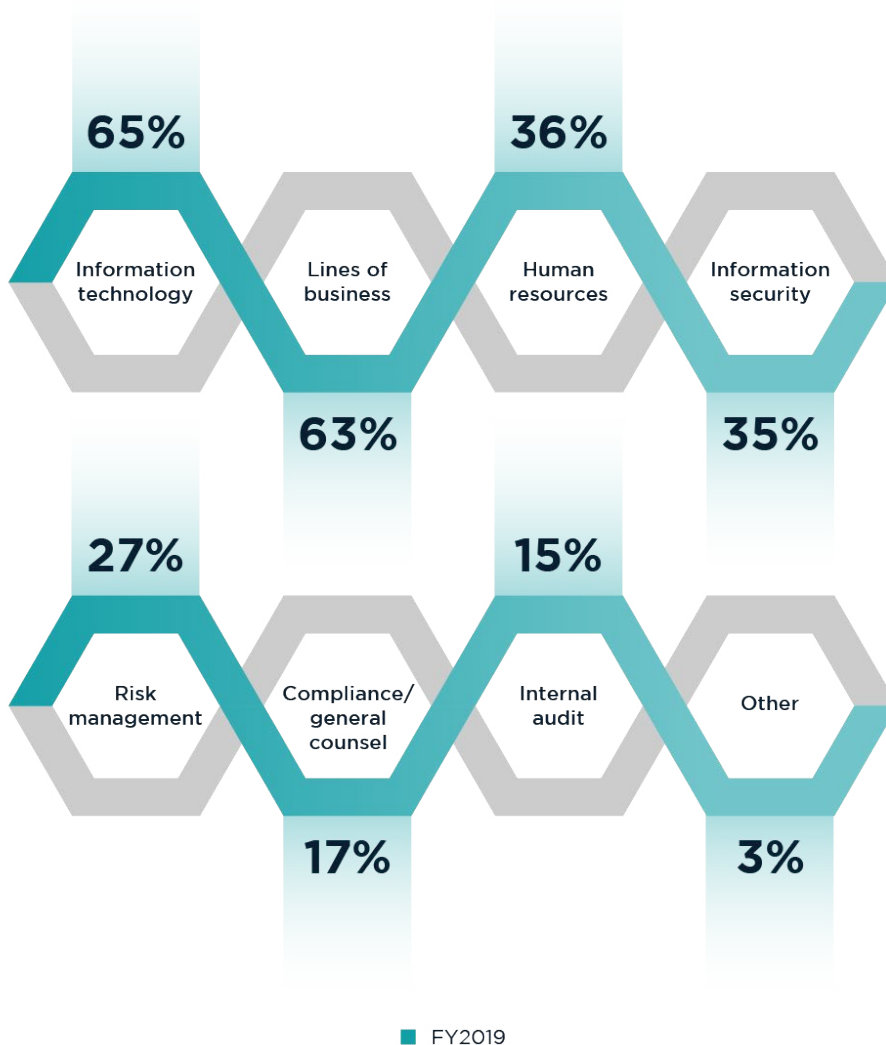 65%
36%
Information
technology
Lines of
business
Human
resources
Information
security
63%
35%
27%
15%
Risk
management
Compliance/
general
counsel
Internal
audit
Other
17%
3%
FY2019